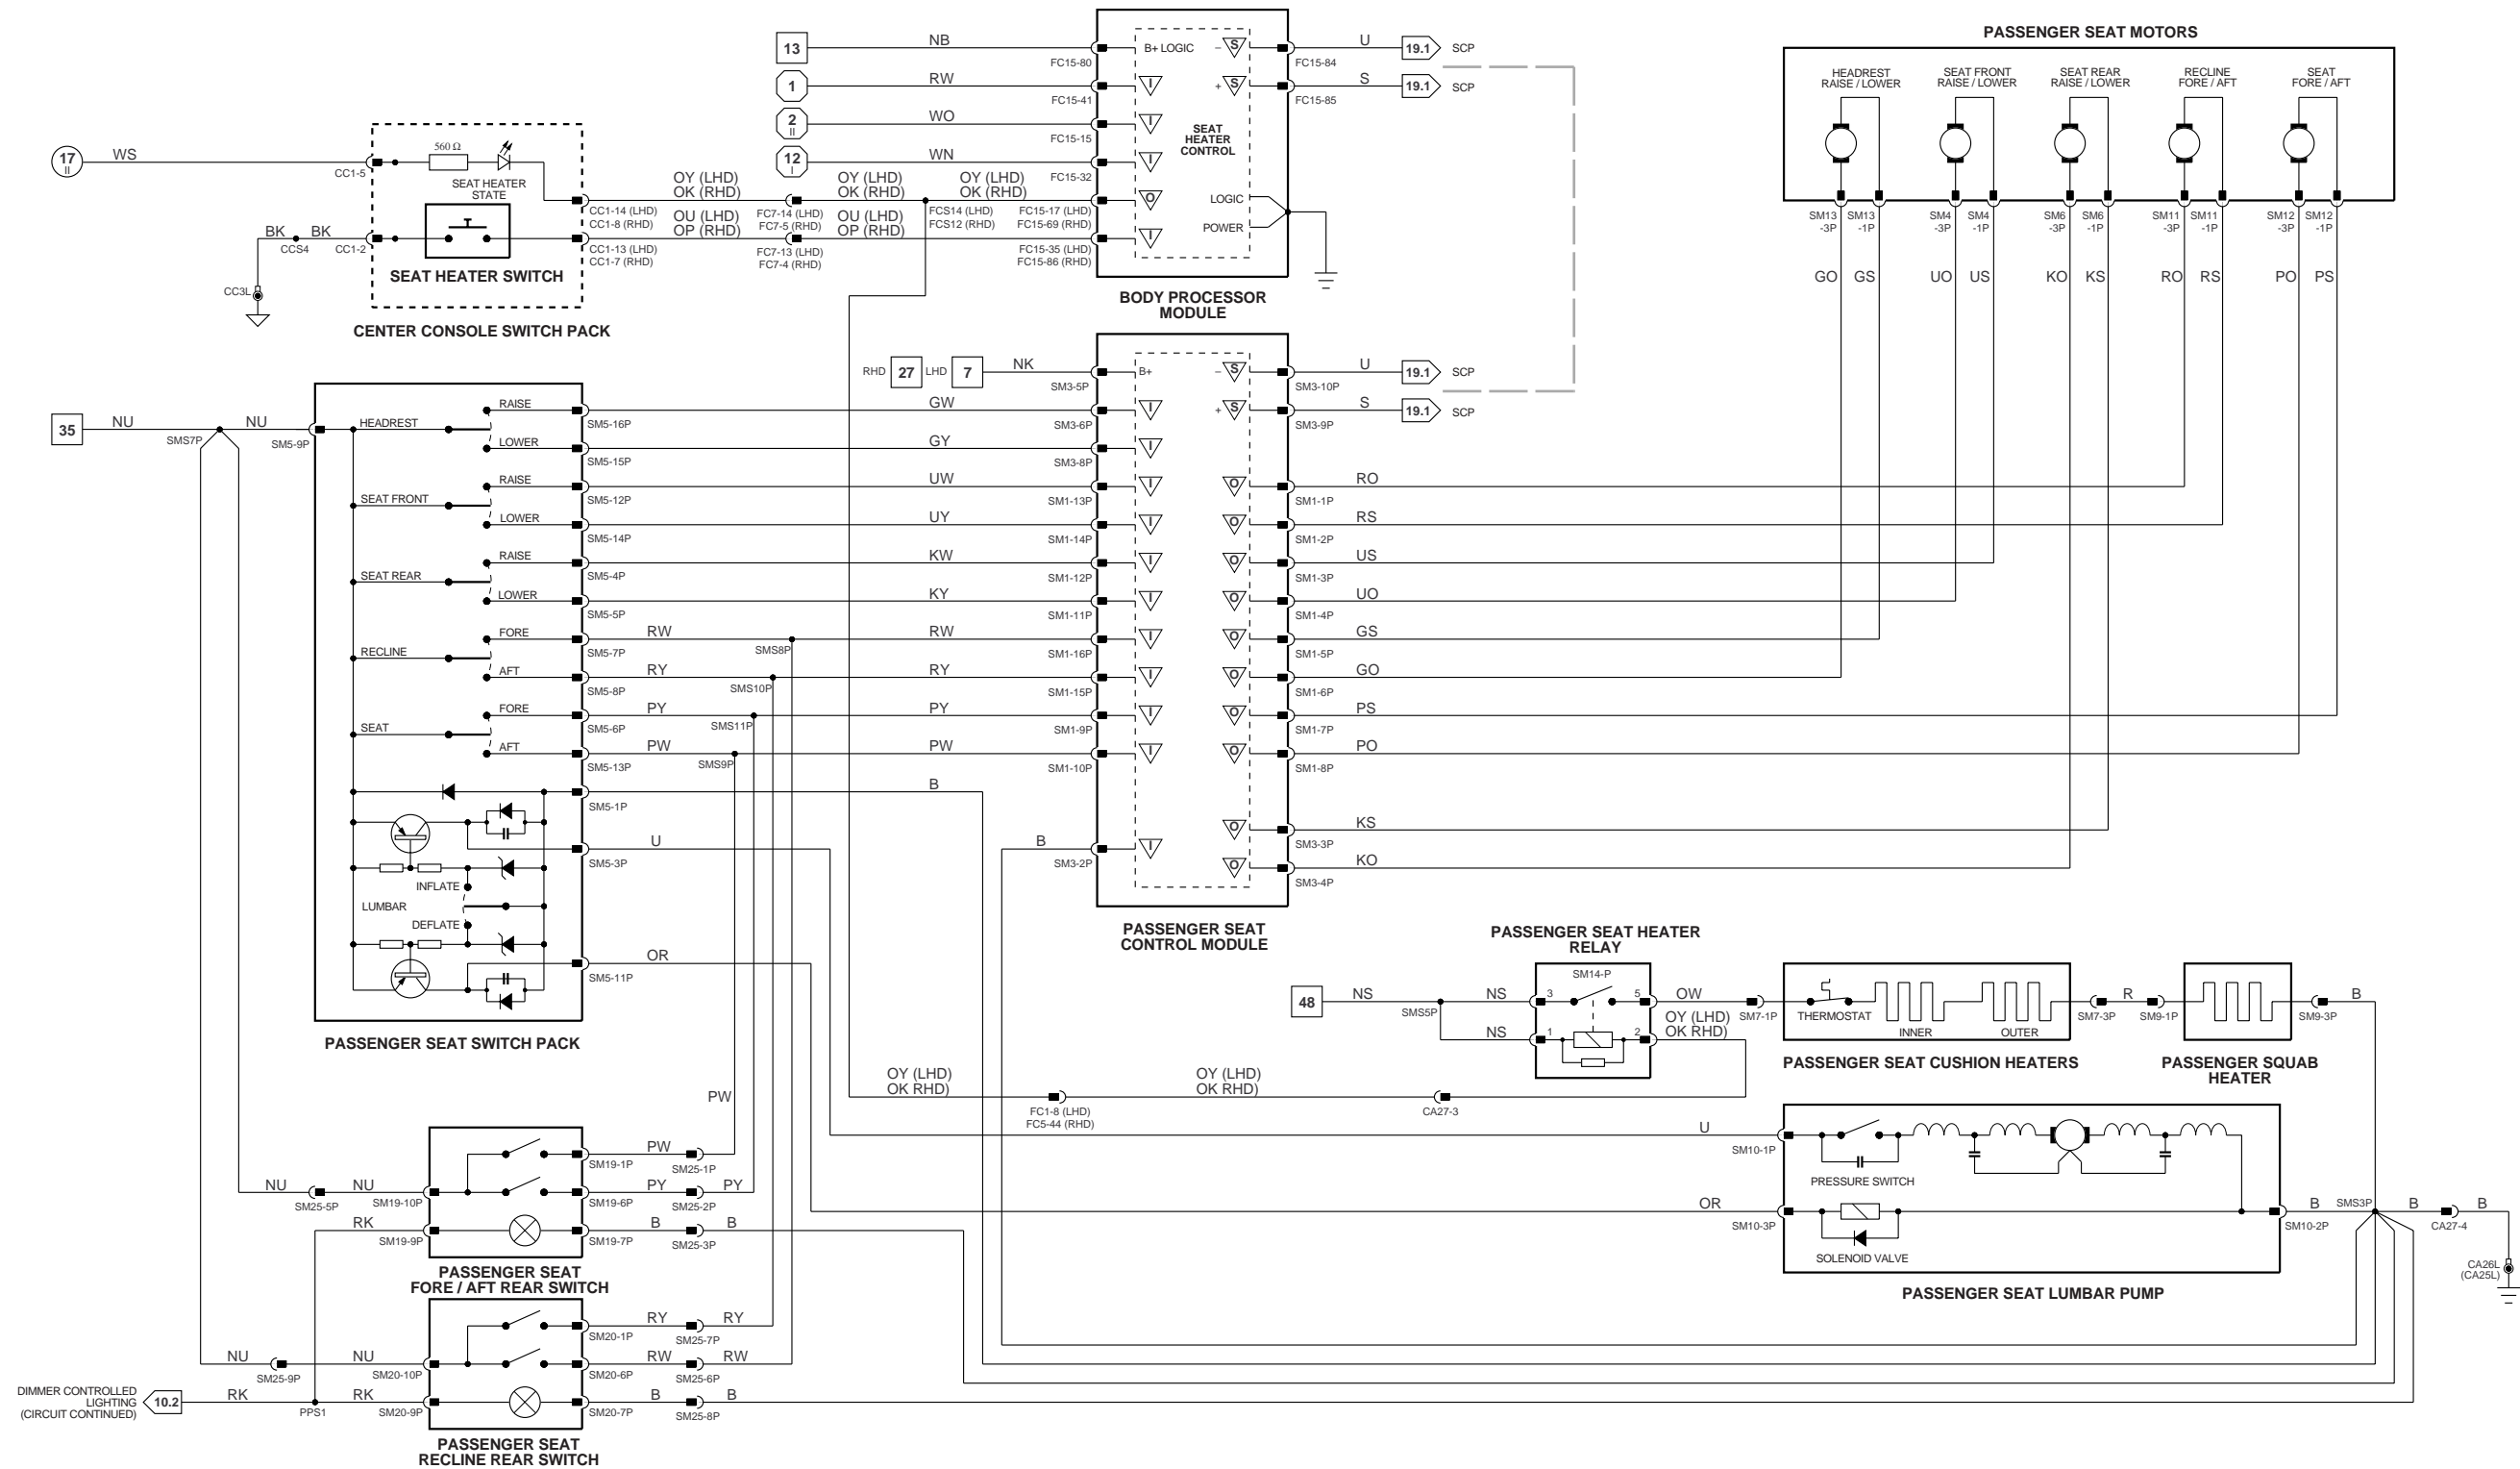 13
NB
FC15-80
B+ LOGIC
– S
U
FC15-84
19.1
SCP
1
RW
FC15-41
I
+ S
S
FC15-85
19.1
SCP
2
II
WO
FC15-15
I
12
I
WN
FC15-32
I
SEAT
HEATER
CONTROL
OY (LHD)
OK (RHD)
FC7-14 (LHD)
FC7-5 (RHD)
OY (LHD)
OK (RHD)
FCS14 (LHD)
FCS12 (RHD)
OY (LHD)
OK (RHD)
FC15-17 (LHD)
FC15-69 (RHD)
O
LOGIC
OU (LHD)
OP (RHD)
FC7-13 (LHD)
FC7-4 (RHD)
OU (LHD)
OP (RHD)
FC15-35 (LHD)
FC15-86 (RHD)
I
POWER
BODY PROCESSOR
MODULE
17
II
WS
CC1-5
560 Ω
SEAT HEATER
STATE
CC1-14 (LHD)
CC1-8 (RHD)
BK
CCS4
BK
CC1-2
CC1-13 (LHD)
CC1-7 (RHD)
SEAT HEATER SWITCH
CC3L
CENTER CONSOLE SWITCH PACK
PASSENGER SEAT MOTORS
HEADREST
RAISE / LOWER
SEAT FRONT
RAISE / LOWER
SEAT REAR
RAISE / LOWER
RECLINE
FORE / AFT
SEAT
FORE / AFT
SM13
-3P
SM13
-1P
SM4
-3P
SM4
-1P
SM6
-3P
SM6
-1P
SM11
-3P
SM11
-1P
SM12
-3P
SM12
-1P
GO
GS
UO
US
KO
KS
RO
RS
PO
PS
35
NU
SMS7P
NU
SM5-9P
HEADREST
RAISE
SM5-16P
LOWER
SM5-15P
SEAT FRONT
RAISE
SM5-12P
LOWER
SM5-14P
SEAT REAR
RAISE
SM5-4P
LOWER
SM5-5P
RECLINE
FORE
SM5-7P
AFT
SM5-8P
SEAT
FORE
SM5-6P
AFT
SM5-13P
SM5-1P
SM5-3P
INFLATE
LUMBAR
DEFLATE
SM5-11P
PASSENGER SEAT SWITCH PACK
RHD
27
LHD
7
NK
SM3-5P
B+
– S
U
SM3-10P
19.1
SCP
GW
SM3-6P
I
+ S
S
SM3-9P
19.1
SCP
GY
SM3-8P
I
UW
SM1-13P
I
O
RO
SM1-1P
UY
SM1-14P
I
O
RS
SM1-2P
KW
SM1-12P
I
O
US
SM1-3P
KY
SM1-11P
I
O
UO
SM1-4P
RW
SMS8P
RW
SM1-16P
I
O
GS
SM1-5P
RY
SMS10P
RY
SM1-15P
I
O
GO
SM1-6P
PY
SMS11P
PY
SM1-9P
I
O
PS
SM1-7P
PW
SMS9P
PW
SM1-10P
I
O
PO
SM1-8P
B
U
OR
B
SM3-2P
I
O
KS
SM3-3P
O
KO
SM3-4P
PASSENGER SEAT
CONTROL MODULE
PASSENGER SEAT HEATER
RELAY
SM14-P
48
NS
SMS5P
NS
3
5
OW
SM7-1P
NS
1
2
OY (LHD)
OK RHD)
THERMOSTAT
INNER
OUTER
SM7-3P
R
SM9-1P
SM9-3P
B
PASSENGER SEAT CUSHION HEATERS
PASSENGER SQUAB
HEATER
OY (LHD)
OK RHD)
FC1-8 (LHD)
FC5-44 (RHD)
OY (LHD)
OK RHD)
CA27-3
PW
U
SM10-1P
PRESSURE SWITCH
OR
SM10-3P
SOLENOID VALVE
SM10-2P
B
SMS3P
B
CA27-4
B
CA26L
(CA25L)
PASSENGER SEAT LUMBAR PUMP
NU
SM25-5P
NU
SM19-10P
RK
SM19-9P
SM19-1P
PW
SM25-1P
SM19-6P
PY
SM25-2P
PY
SM19-7P
B
SM25-3P
B
PASSENGER SEAT
FORE / AFT REAR SWITCH
NU
SM25-9P
NU
SM20-10P
SM20-1P
RY
SM25-7P
RY
SM20-6P
RW
SM25-6P
RW
DIMMER CONTROLLED
LIGHTING
(CIRCUIT CONTINUED)
10.2
RK
PPS1
RK
SM20-9P
SM20-7P
B
SM25-8P
B
PASSENGER SEAT
RECLINE REAR SWITCH